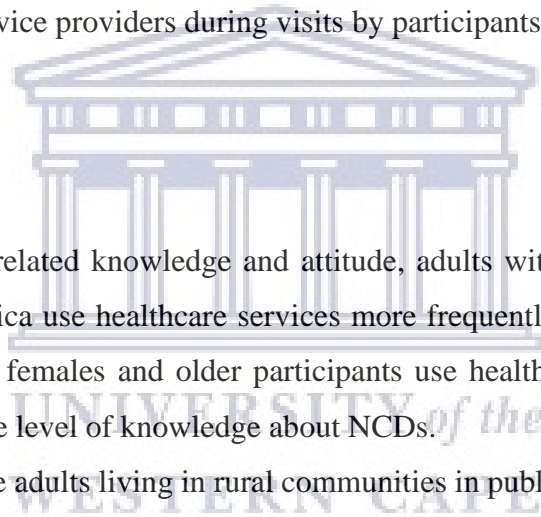 vice providers during visits by participants
related knowledge and attitude, adults wit
ica use healthcare services more frequently
females and older participants use health
UNIVERSITY of the
e level of knowledge about NCDs.
e adults living in rural communities in publ
WESTERN CAPE